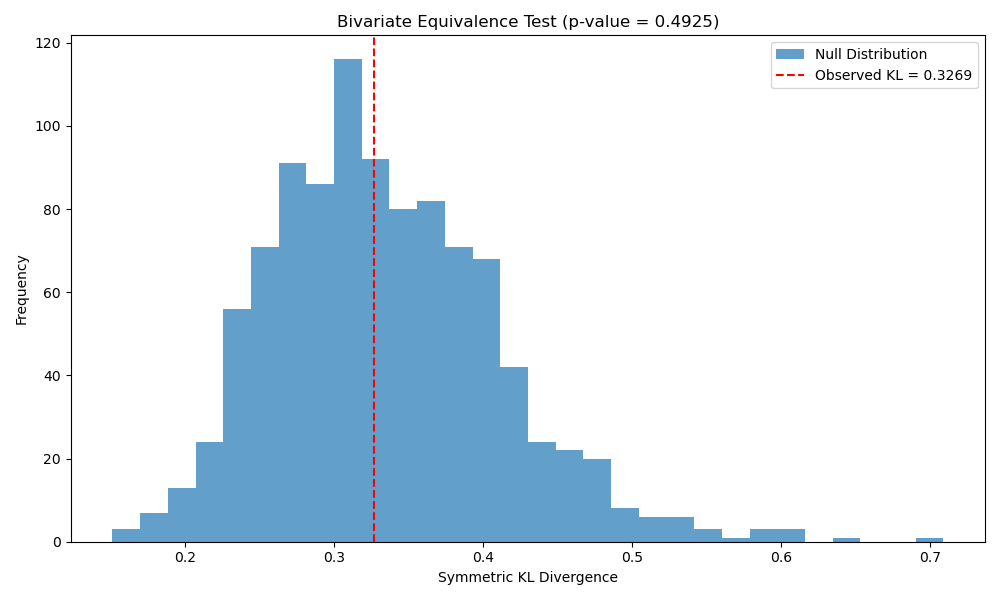 Bivariate Equivalence Test (p-value = 0.4925)
Null Distribution
Observed KL = 0.3269
120
100
80
60
40
20
0
Frequency
0.2 0.3 0.4 0.5 0.6 0.7
Symmetric KL Divergence